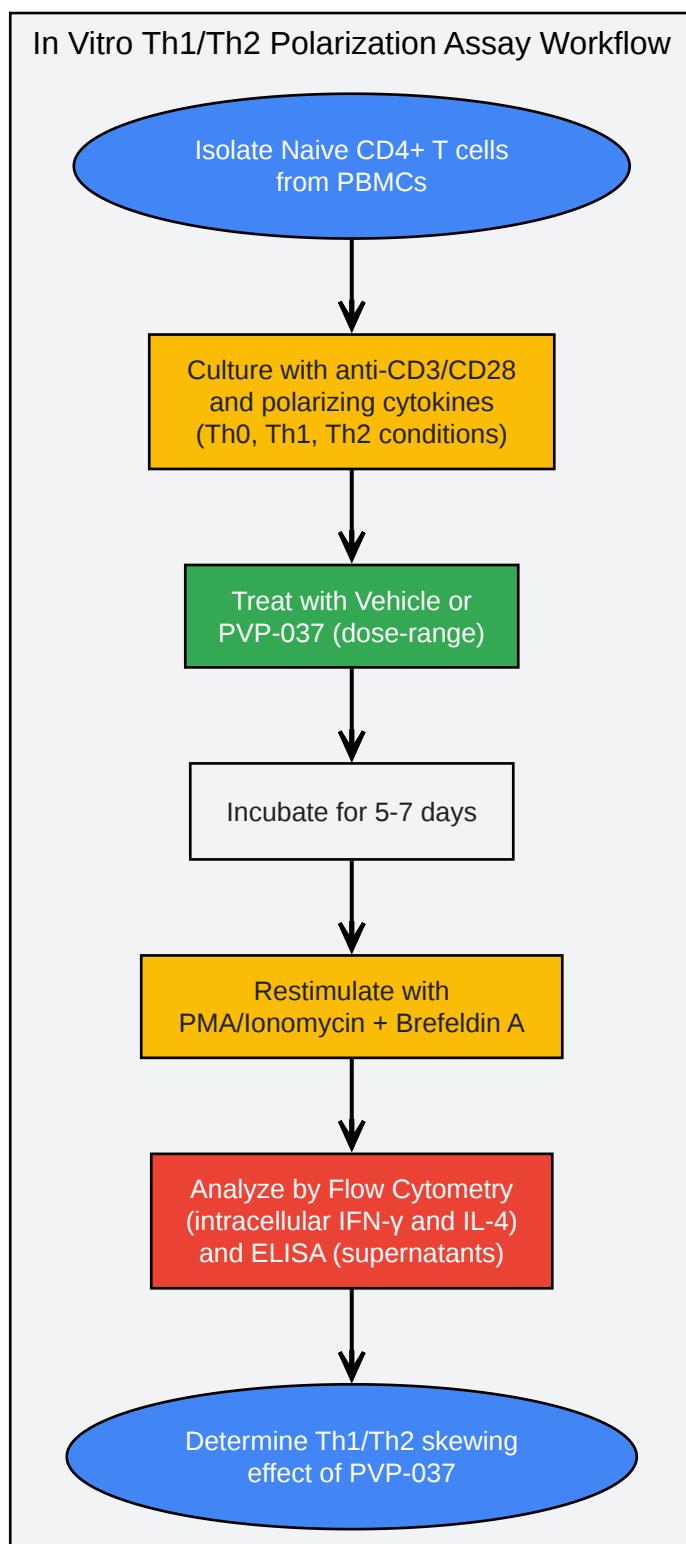 In Vitro Th1/Th2 Polarization Assay Workflow
Isolate Naive CD4+ T cells
from PBMCs
Culture with anti-CD3/CD28
and polarizing cytokines
(Th0, Th1, Th2 conditions)
Treat with Vehicle or
PVP-037 (dose-range)
Incubate for 5-7 days
Restimulate with
PMA/Ionomycin + Brefeldin A
Analyze by Flow Cytometry
(intracellular IFN-γ and IL-4)
and ELISA (supernatants)
Determine Th1/Th2 skewing
effect of PVP-037